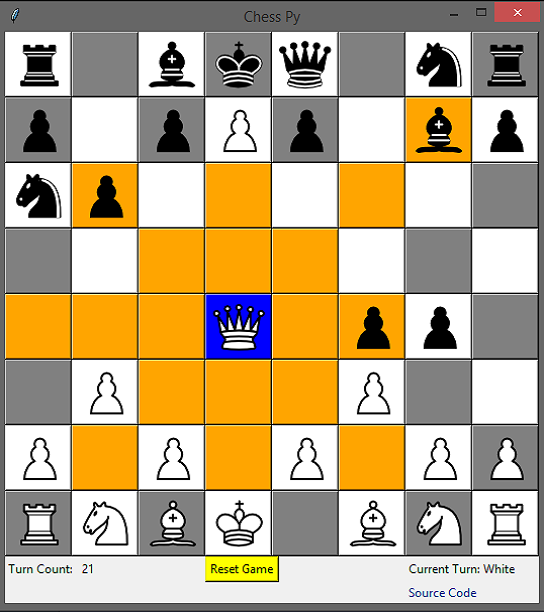 Chess Py
Turn Count: 21
Reset Game
Current Turn: White
Source Code